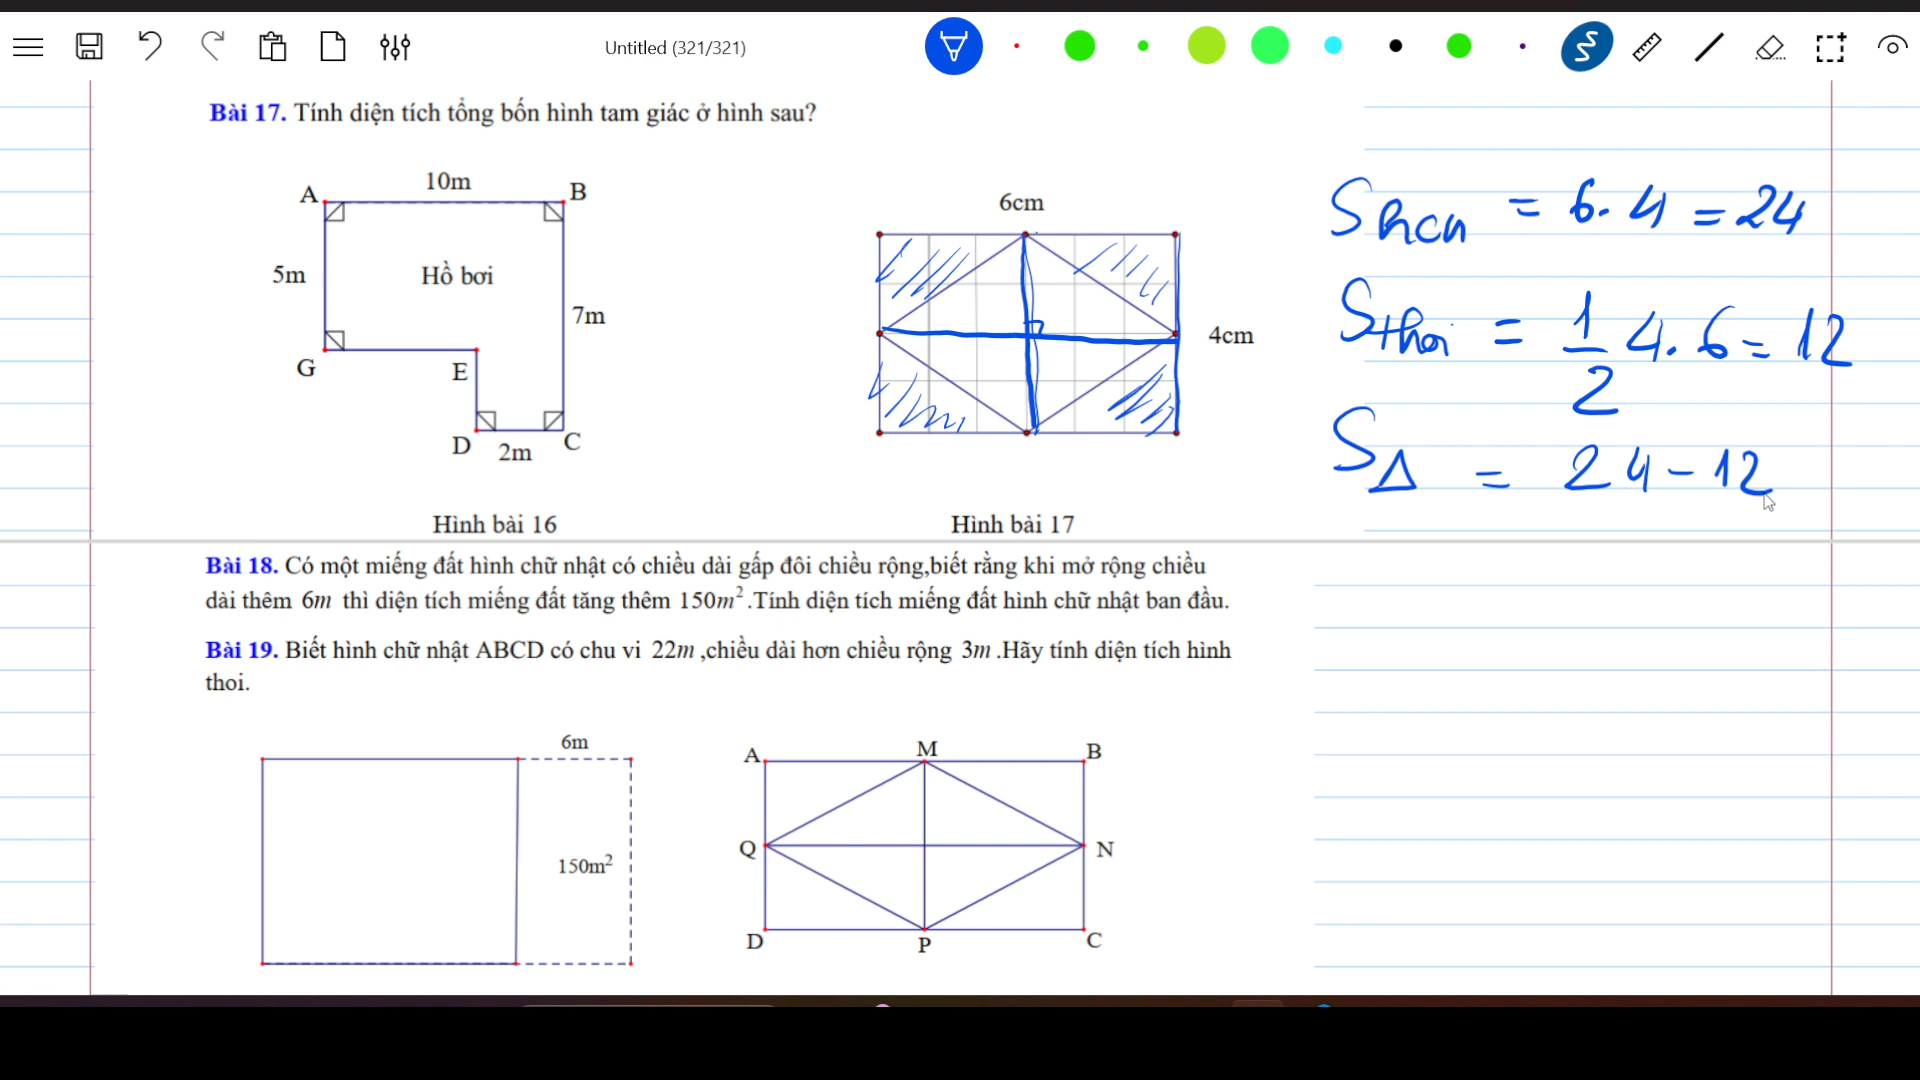 Untitled (321/321)
Bài 17. Tính diện tích tổng bốn hình tam giác ở hình sau?
10m
A
B
5m
Hồ bơi
7m
G
E
D
2m
C
Hình bài 16
6cm
4cm
Hình bài 17
S hcn = 6. 4 = 24
S thoi = 1/2 4. 6 = 12
S Δ = 24 - 12
Bài 18. Có một miếng đất hình chữ nhật có chiều dài gấp đôi chiều rộng,biết rằng khi mở rộng chiều
dài thêm 6m thì diện tích miếng đất tăng thêm 150m².Tính diện tích miếng đất hình chữ nhật ban đầu.
Bài 19. Biết hình chữ nhật ABCD có chu vi 22m ,chiều dài hơn chiều rộng 3m .Hãy tính diện tích hình
thoi.
6m
150m²
A
M
B
Q
N
D
P
C